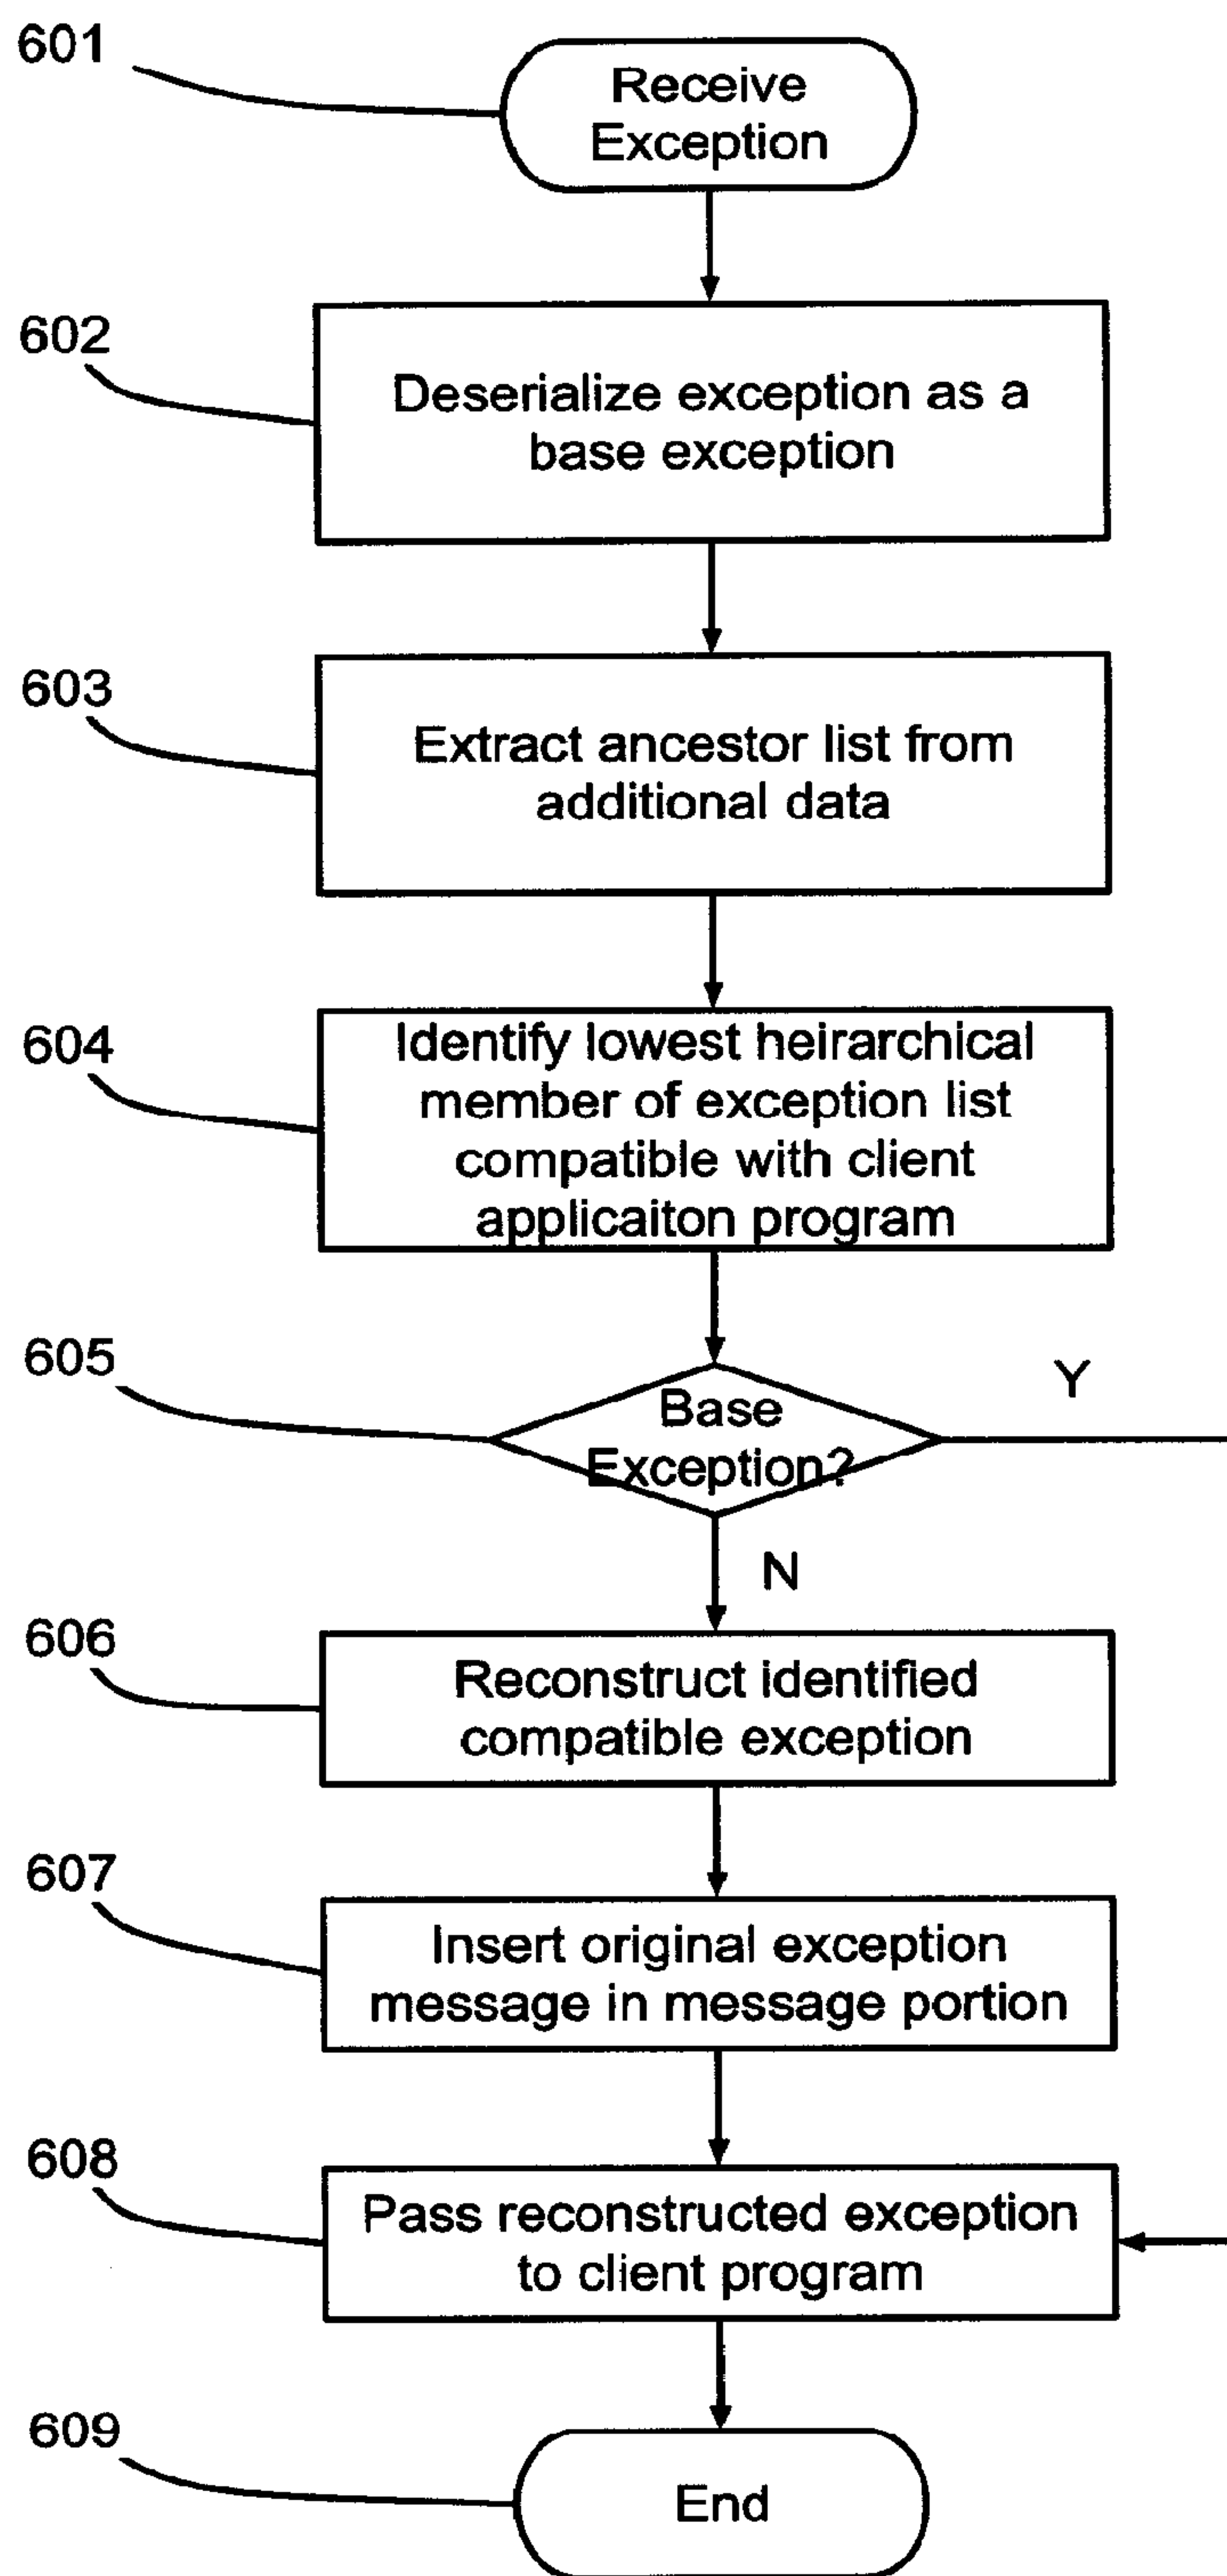 601
Receive
Exception
602
Deserialize exception as a
base exception
603
Extract ancestor list from
additional data
604
Identify lowest heirarchical
member of exception list
compatible with client
applicaiton program
605
Base
Exception?
Y
N
606
Reconstruct identified
compatible exception
607
Insert original exception
message in message portion
608
Pass reconstructed exception
to client program
609
End